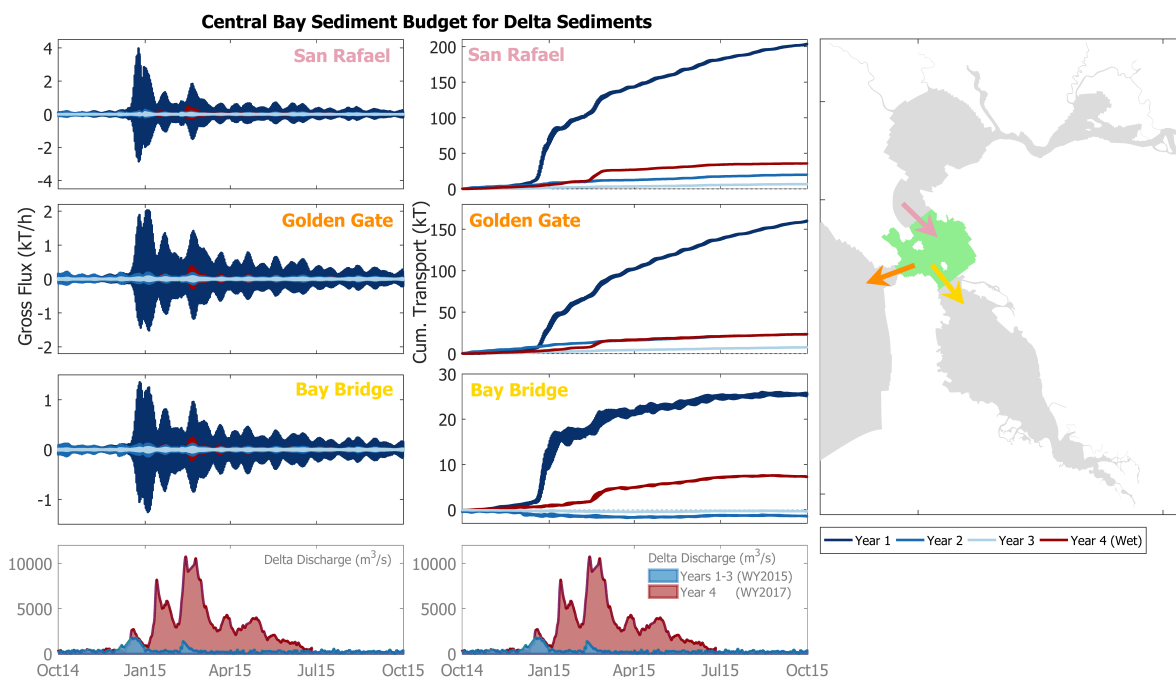 Central Bay Sediment Budget for Delta Sediments
San Rafael
4
2
0
-2
-4
Golden Gate
2
1
0
-1
-2
Gross Flux (kT/h)
Bay Bridge
1
0
-1
Delta Discharge (m³/s)
10000
5000
0
Oct14
Jan15
Apr15
Jul15
Oct15
San Rafael
200
150
100
50
0
Golden Gate
150
100
50
0
Cum. Transport (kT)
Bay Bridge
30
20
10
0
Delta Discharge (m³/s)
Years 1-3 (WY2015)
Year 4 (WY2017)
10000
5000
0
Oct14
Jan15
Apr15
Jul15
Oct15
Year 1
Year 2
Year 3
Year 4 (Wet)